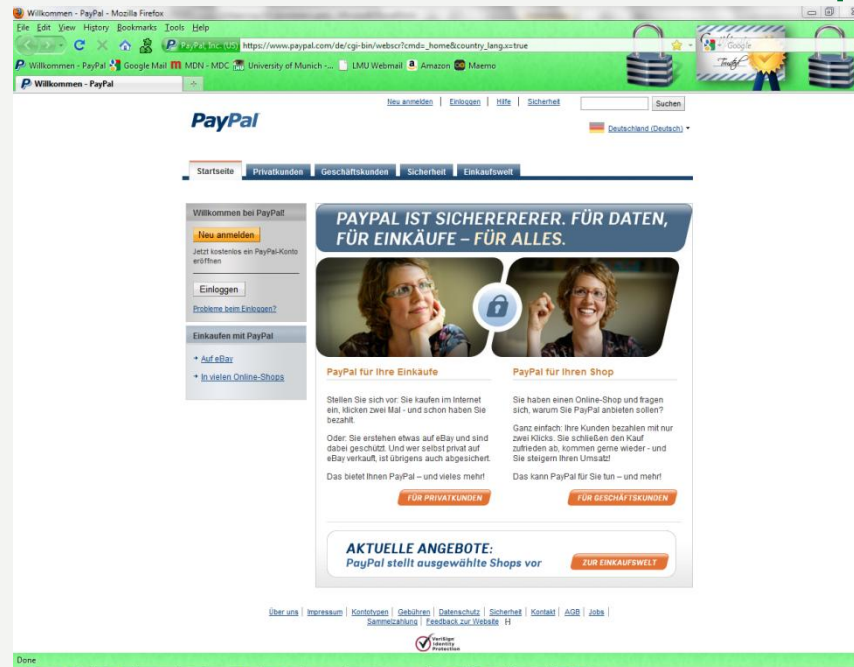 Willkommen - PayPal - Mozilla Firefox
File Edit View History Bookmarks Tools Help
PayPal, Inc. (US) https://www.paypal.com/de/cgi-bin/webscr?cmd=_home&country_lang.x=true
Google
Willkommen - PayPal Google Mail MDN - MDC University of Munich -... LMU Webmail Amazon Maemo
Trusted
Willkommen - PayPal
Neu anmelden | Einloggen | Hilfe | Sicherheit Suchen
PayPal
Deutschland (Deutsch)
Startseite Privatkunden Geschäftskunden Sicherheit Einkaufswelt
Willkommen bei PayPal!
Neu anmelden
Jetzt kostenlos ein PayPal-Konto
eröffnen
Einloggen
Probleme beim Einloggen?
Einkaufen mit PayPal
Auf eBay
In vielen Online-Shops
PAYPAL IST SICHERERERER. FÜR DATEN,
FÜR EINKÄUFE – FÜR ALLES.
PayPal für Ihre Einkäufe
Stellen Sie sich vor: Sie kaufen im Internet
ein, klicken zwei Mal - und schon haben Sie
bezahlt.
Oder: Sie erstehen etwas auf eBay und sind
dabei geschützt. Und wer selbst privat auf
eBay verkauft, ist übrigens auch abgesichert.
Das bietet Ihnen PayPal – und vieles mehr!
FÜR PRIVATKUNDEN
PayPal für Ihren Shop
Sie haben einen Online-Shop und fragen
sich, warum Sie PayPal anbieten sollen?
Ganz einfach: Ihre Kunden bezahlen mit nur
zwei Klicks. Sie schließen den Kauf
zufrieden ab, kommen gerne wieder - und
Sie steigern Ihren Umsatz!
Das kann PayPal für Sie tun – und mehr!
FÜR GESCHÄFTSKUNDEN
AKTUELLE ANGEBOTE:
PayPal stellt ausgewählte Shops vor
ZUR EINKAUFSWELT
Über uns | Impressum | Kontotypen | Gebühren | Datenschutz | Sicherheit | Kontakt | AGB | Jobs |
Sammelzahlung | Feedback zur Website H
VeriSign
Identity
Protection
Done